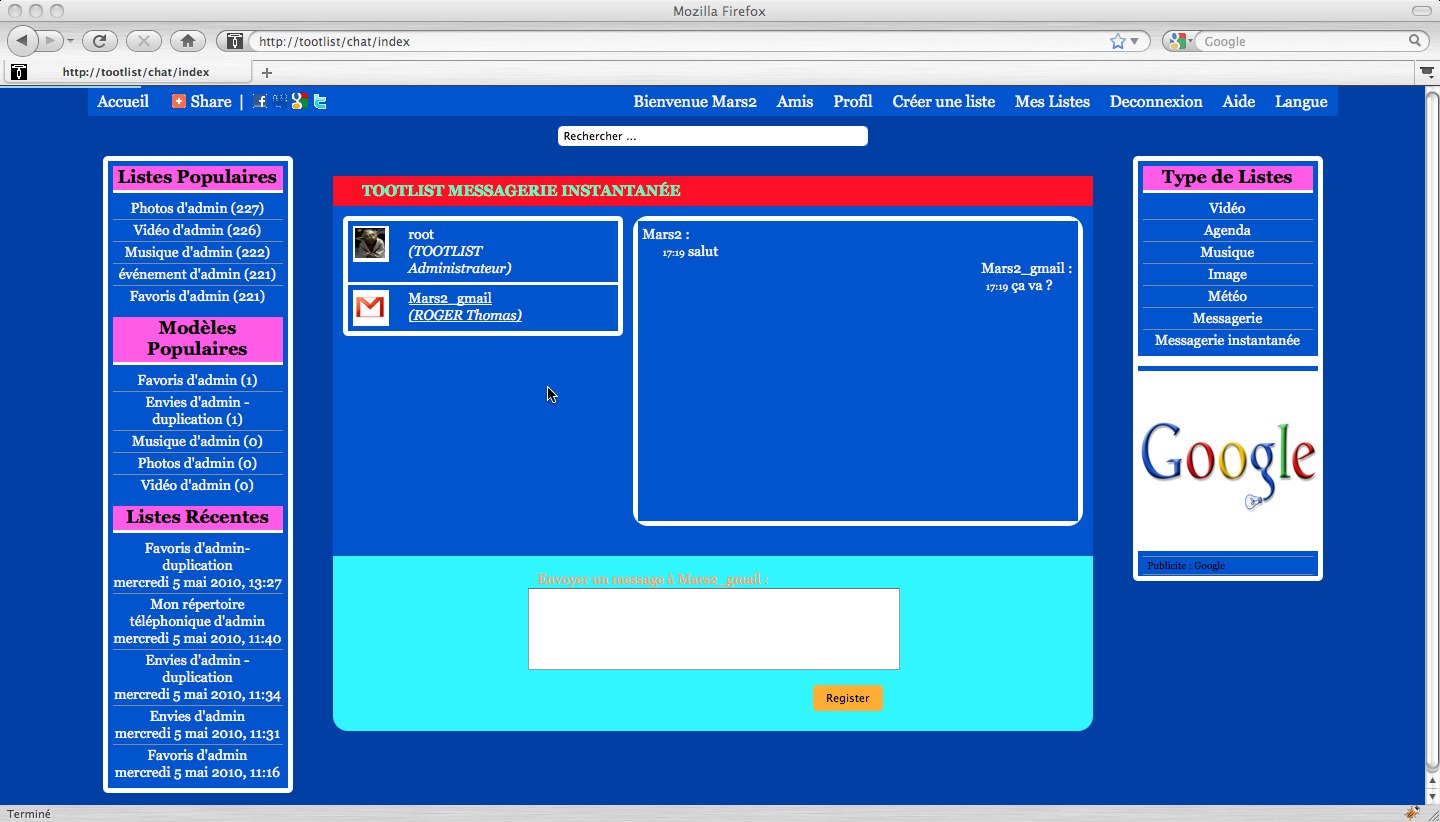 Mozilla Firefox
http://tootlist/chat/index
Google
http://tootlist/chat/index
Accueil Share | Bienvenue Mars2 Amis Profil Créer une liste Mes Listes Deconnexion Aide Langue
Rechercher ...
Listes Populaires
Photos d'admin (227)
Vidéo d'admin (226)
Musique d'admin (222)
événement d'admin (221)
Favoris d'admin (221)
Modèles
Populaires
Favoris d'admin (1)
Envies d'admin -
duplication (1)
Musique d'admin (0)
Photos d'admin (0)
Vidéo d'admin (0)
Listes Récentes
Favoris d'admin-
duplication
mercredi 5 mai 2010, 13:27
Mon répertoire
téléphonique d'admin
mercredi 5 mai 2010, 11:40
Envies d'admin -
duplication
mercredi 5 mai 2010, 11:34
Envies d'admin
mercredi 5 mai 2010, 11:31
Favoris d'admin
mercredi 5 mai 2010, 11:16
TOOTLIST MESSAGERIE INSTANTANÉE
root
(TOOTLIST
Administrateur)
Mars2_gmail
(ROGER Thomas)
Mars2 :
17:19 salut
Mars2_gmail :
17:19 ça va ?
Envoyer un message à Mars2_gmail :
Register
Type de Listes
Vidéo
Agenda
Musique
Image
Météo
Messagerie
Messagerie instantanée
Google
Publicite : Google
Terminé